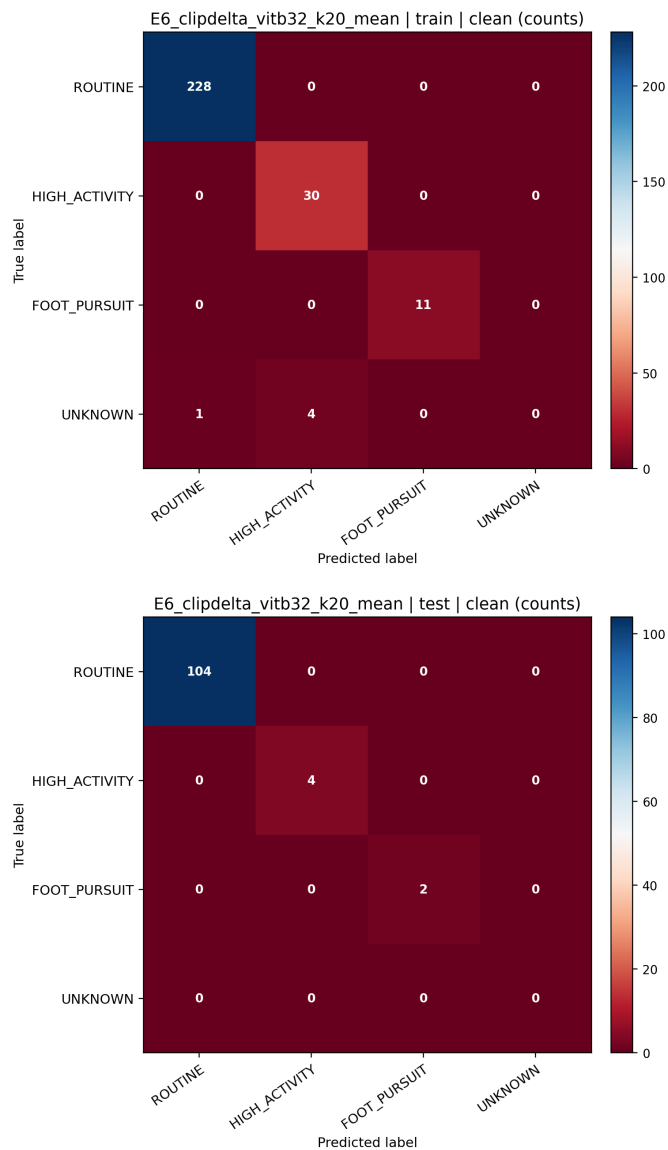 E6_clipdelta_vitb32_k20_mean | train | clean (counts)
ROUTINE
HIGH_ACTIVITY
FOOT_PURSUIT
UNKNOWN
True label
228 0 0 0
0 30 0 0
0 0 11 0
1 4 0 0
200
150
100
50
0
ROUTINE
HIGH_ACTIVITY
FOOT_PURSUIT
UNKNOWN
Predicted label
E6_clipdelta_vitb32_k20_mean | test | clean (counts)
ROUTINE
HIGH_ACTIVITY
FOOT_PURSUIT
UNKNOWN
True label
104 0 0 0
0 4 0 0
0 0 2 0
0 0 0 0
100
80
60
40
20
0
ROUTINE
HIGH_ACTIVITY
FOOT_PURSUIT
UNKNOWN
Predicted label